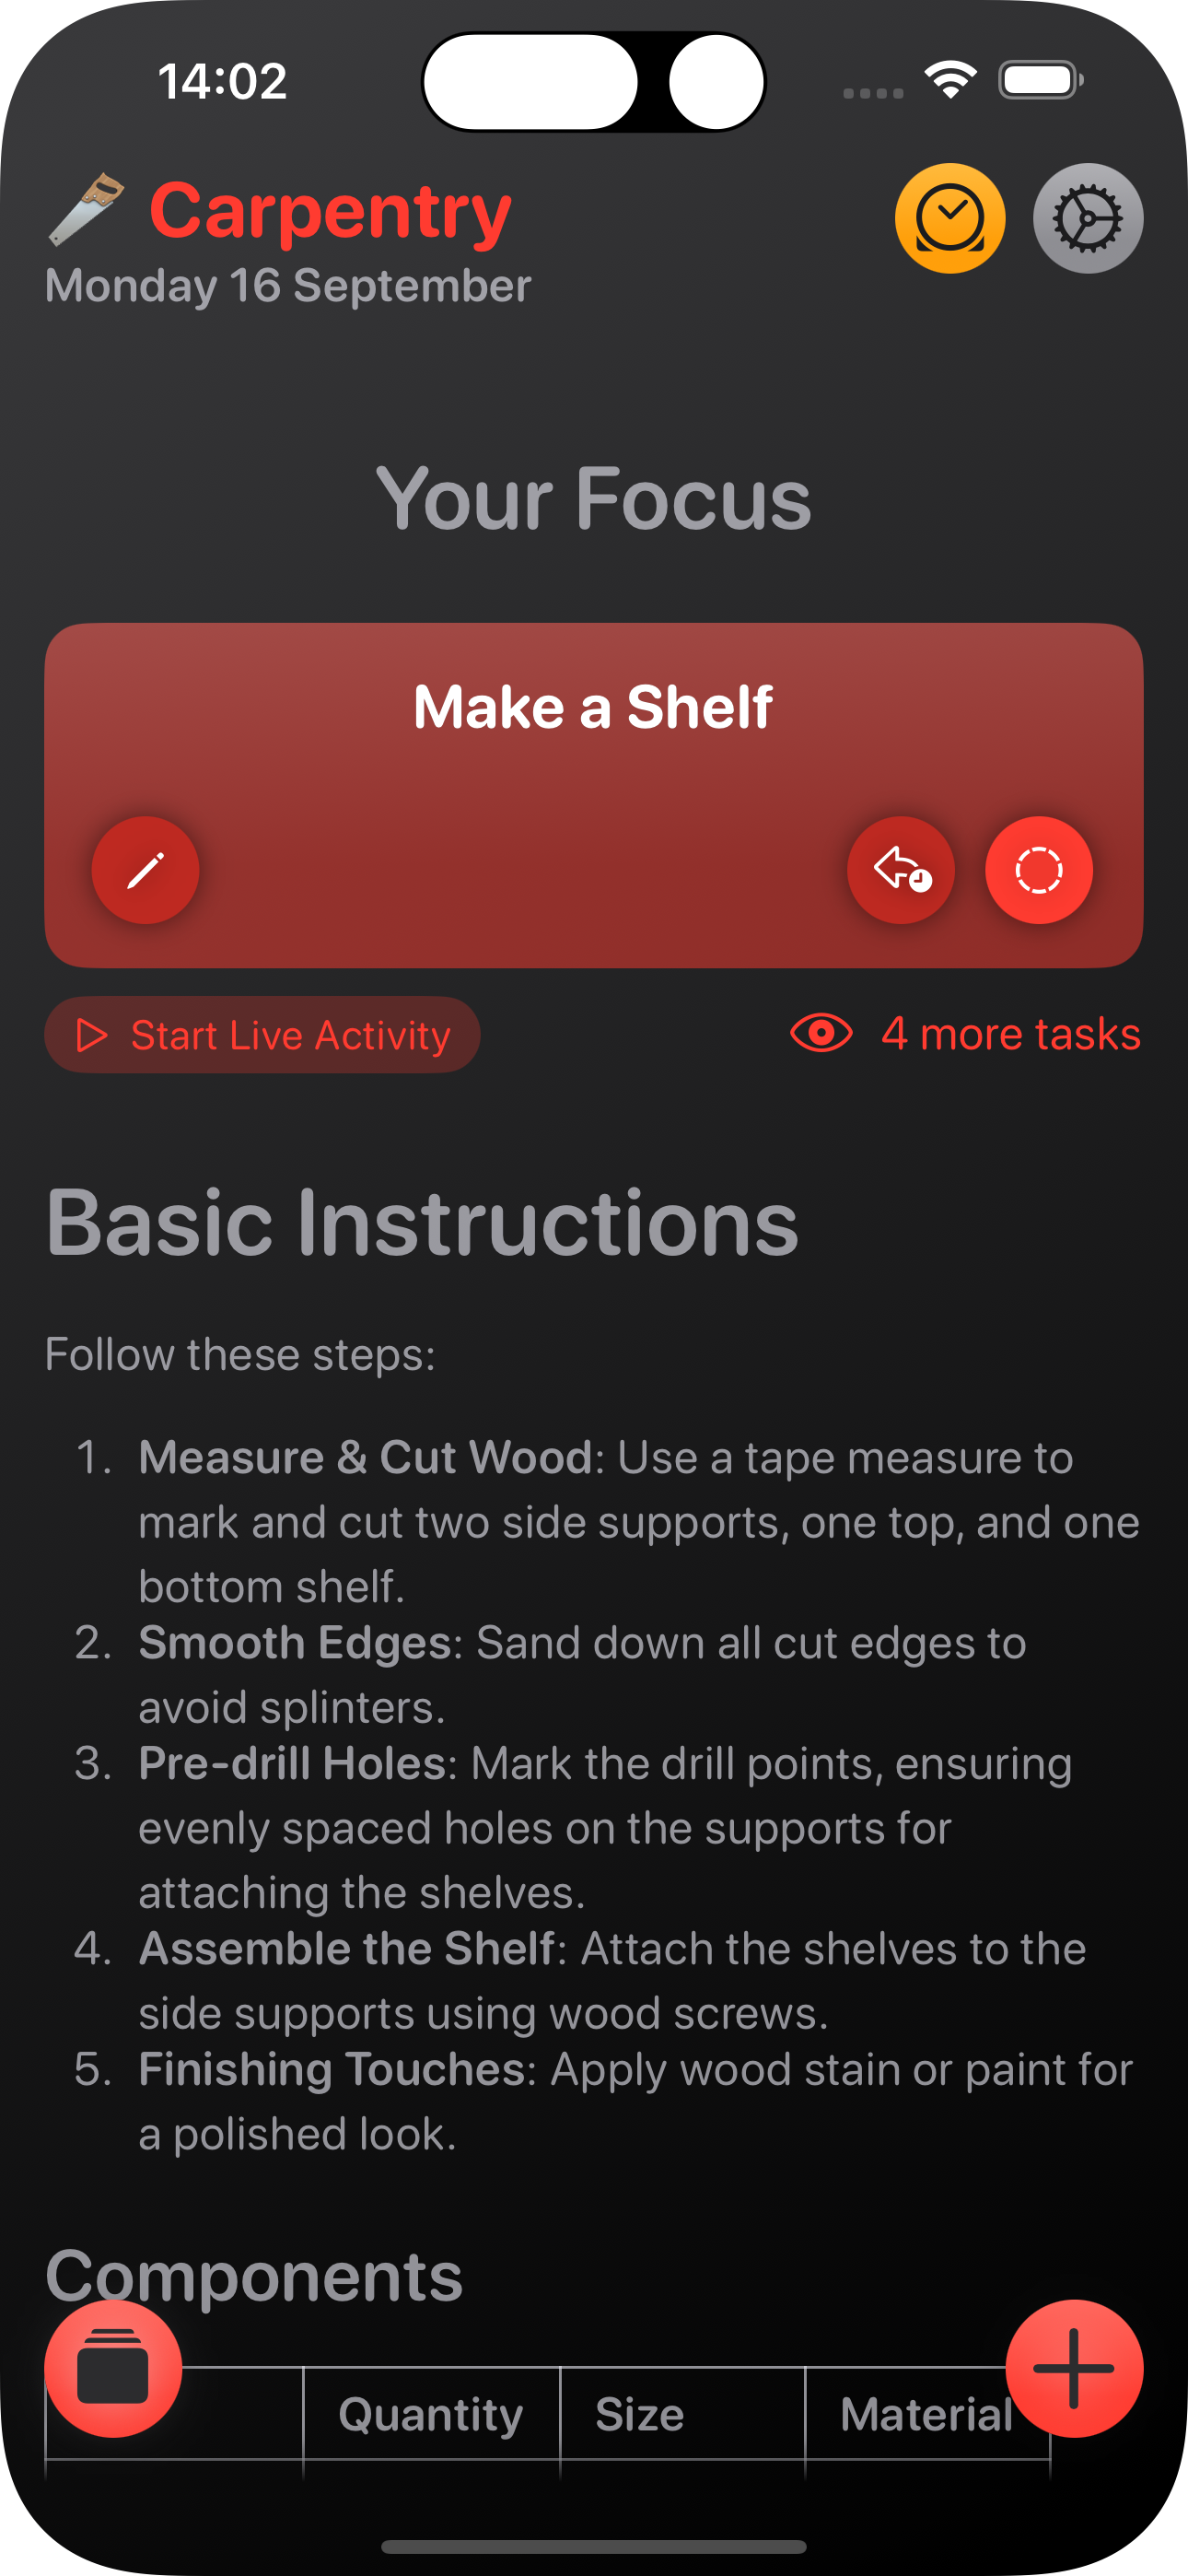 14:02
Carpentry
Monday 16 September
Your Focus
Make a Shelf
Start Live Activity
4 more tasks
Basic Instructions
Follow these steps:
1. Measure & Cut Wood: Use a tape measure to
mark and cut two side supports, one top, and one
bottom shelf.
2. Smooth Edges: Sand down all cut edges to
avoid splinters.
3. Pre-drill Holes: Mark the drill points, ensuring
evenly spaced holes on the supports for
attaching the shelves.
4. Assemble the Shelf: Attach the shelves to the
side supports using wood screws.
5. Finishing Touches: Apply wood stain or paint for
a polished look.
Components
Quantity Size Material